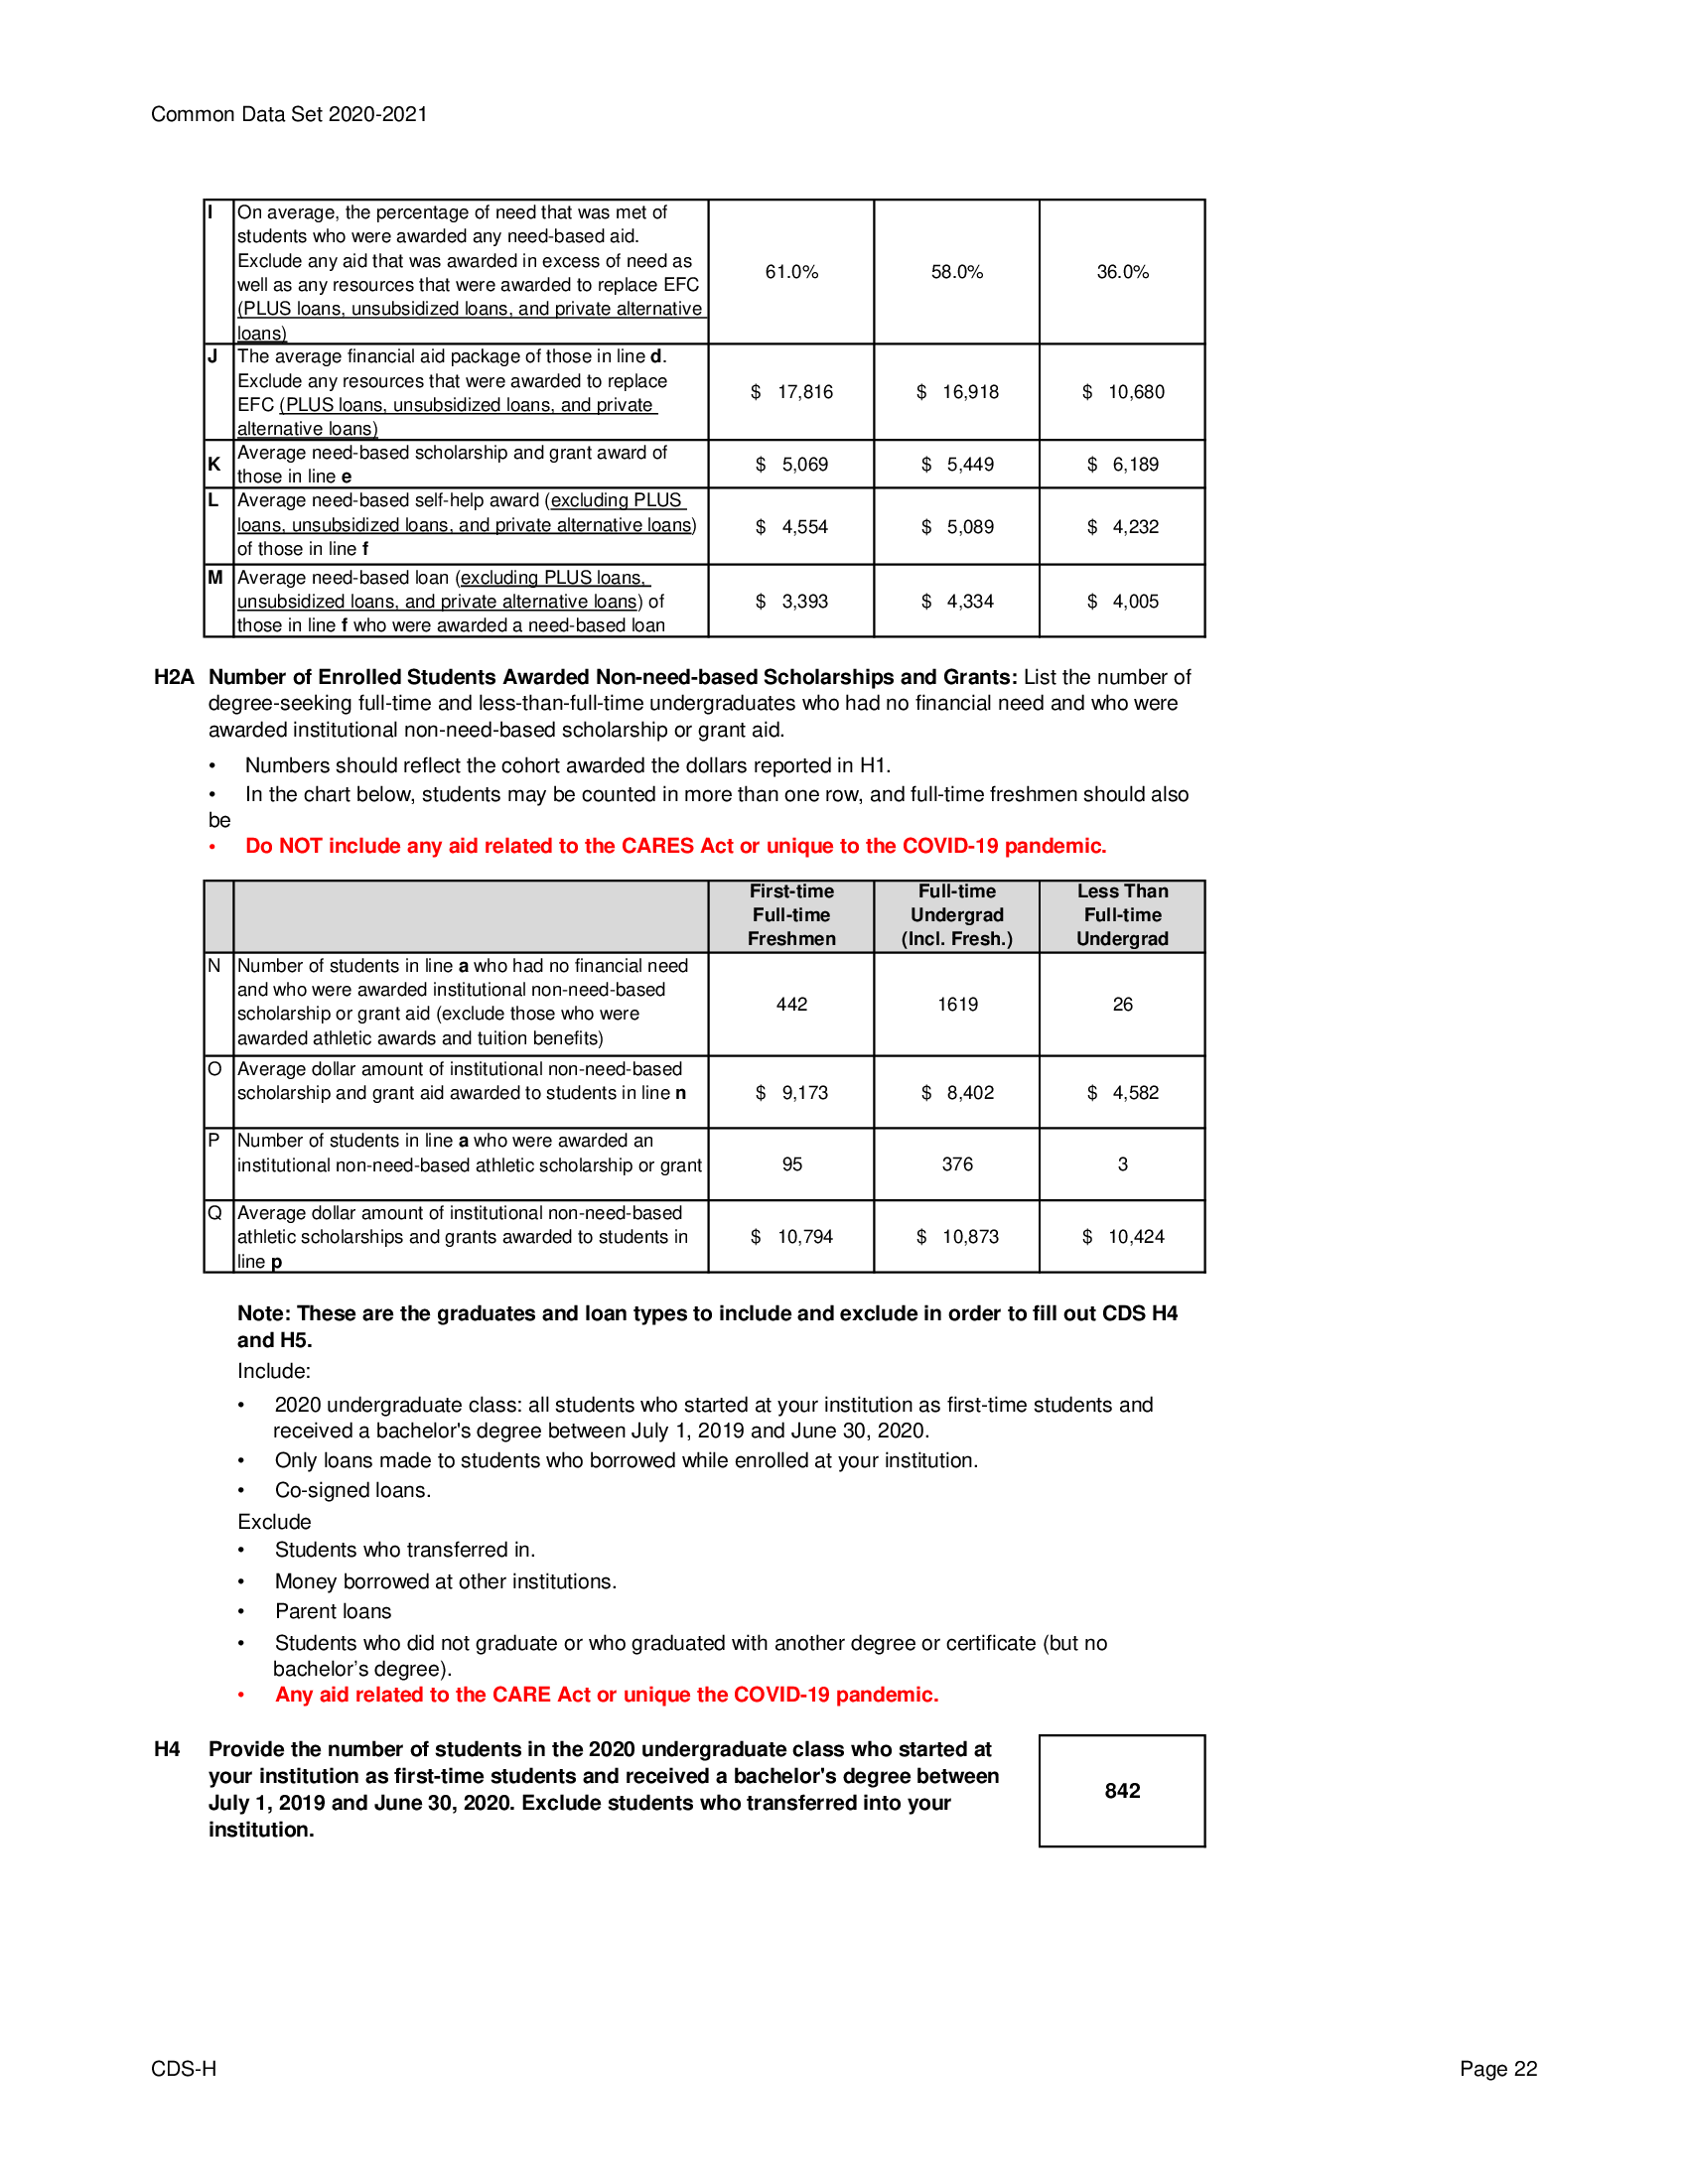 Common Data Set 2020-2021
I On average, the percentage of need that was met of
students who were awarded any need-based aid.
Exclude any aid that was awarded in excess of need as
well as any resources that were awarded to replace EFC
(PLUS loans, unsubsidized loans, and private alternative
loans)
61.0% 58.0% 36.0%
J The average financial aid package of those in line d.
Exclude any resources that were awarded to replace
EFC (PLUS loans, unsubsidized loans, and private
alternative loans)
$ 17,816 $ 16,918 $ 10,680
K Average need-based scholarship and grant award of
those in line e
$ 5,069 $ 5,449 $ 6,189
L Average need-based self-help award (excluding PLUS
loans, unsubsidized loans, and private alternative loans)
of those in line f
$ 4,554 $ 5,089 $ 4,232
M Average need-based loan (excluding PLUS loans,
unsubsidized loans, and private alternative loans) of
those in line f who were awarded a need-based loan
$ 3,393 $ 4,334 $ 4,005
H2A Number of Enrolled Students Awarded Non-need-based Scholarships and Grants: List the number of
degree-seeking full-time and less-than-full-time undergraduates who had no financial need and who were
awarded institutional non-need-based scholarship or grant aid.
• Numbers should reflect the cohort awarded the dollars reported in H1.
• In the chart below, students may be counted in more than one row, and full-time freshmen should also
be
• Do NOT include any aid related to the CARES Act or unique to the COVID-19 pandemic.
First-time Full-time Less Than
Full-time Undergrad Full-time
Freshmen (Incl. Fresh.) Undergrad
N Number of students in line a who had no financial need
and who were awarded institutional non-need-based
scholarship or grant aid (exclude those who were
awarded athletic awards and tuition benefits)
442 1619 26
O Average dollar amount of institutional non-need-based
scholarship and grant aid awarded to students in line n
$ 9,173 $ 8,402 $ 4,582
P Number of students in line a who were awarded an
institutional non-need-based athletic scholarship or grant
95 376 3
Q Average dollar amount of institutional non-need-based
athletic scholarships and grants awarded to students in
line p
$ 10,794 $ 10,873 $ 10,424
Note: These are the graduates and loan types to include and exclude in order to fill out CDS H4
and H5.
Include:
• 2020 undergraduate class: all students who started at your institution as first-time students and
received a bachelor's degree between July 1, 2019 and June 30, 2020.
• Only loans made to students who borrowed while enrolled at your institution.
• Co-signed loans.
Exclude
• Students who transferred in.
• Money borrowed at other institutions.
• Parent loans
• Students who did not graduate or who graduated with another degree or certificate (but no
bachelor’s degree).
• Any aid related to the CARE Act or unique the COVID-19 pandemic.
H4 Provide the number of students in the 2020 undergraduate class who started at
your institution as first-time students and received a bachelor's degree between
July 1, 2019 and June 30, 2020. Exclude students who transferred into your
institution.
842
CDS-H Page 22